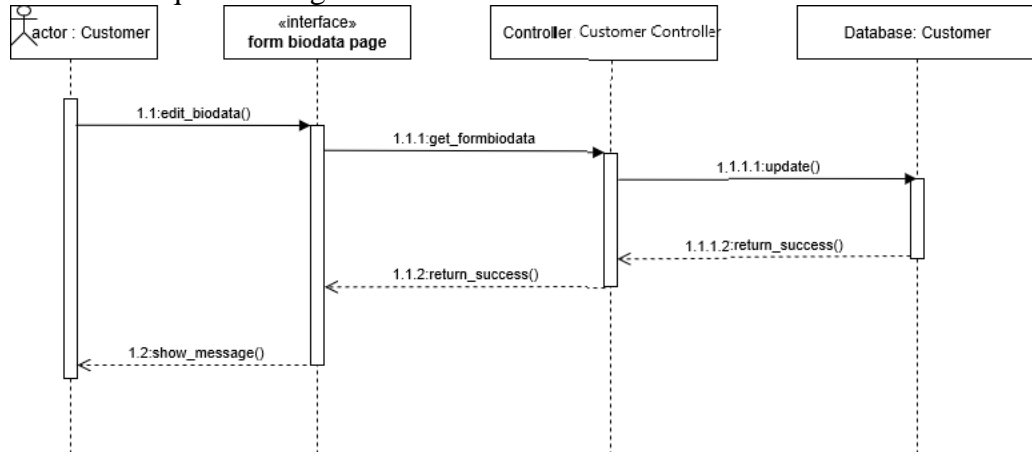 actor : Customer
«interface»
form biodata page
Controller Customer Controller
Database: Customer
1.1:edit_biodata()
1.1.1:get_formbiodata
1.1.1.1:update()
1.1.1.2:return_success()
1.1.2:return_success()
1.2:show_message()